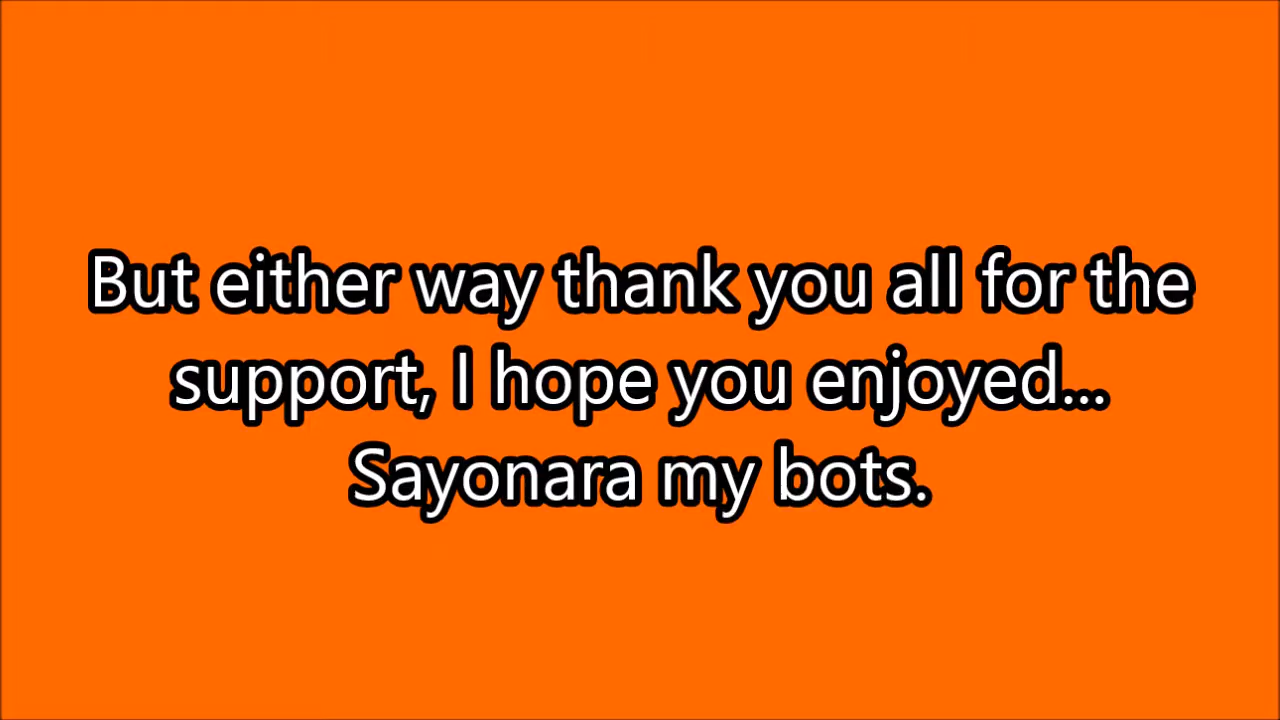 But either way thank you all for the
support, I hope you enjoyed...
Sayonara my bots.